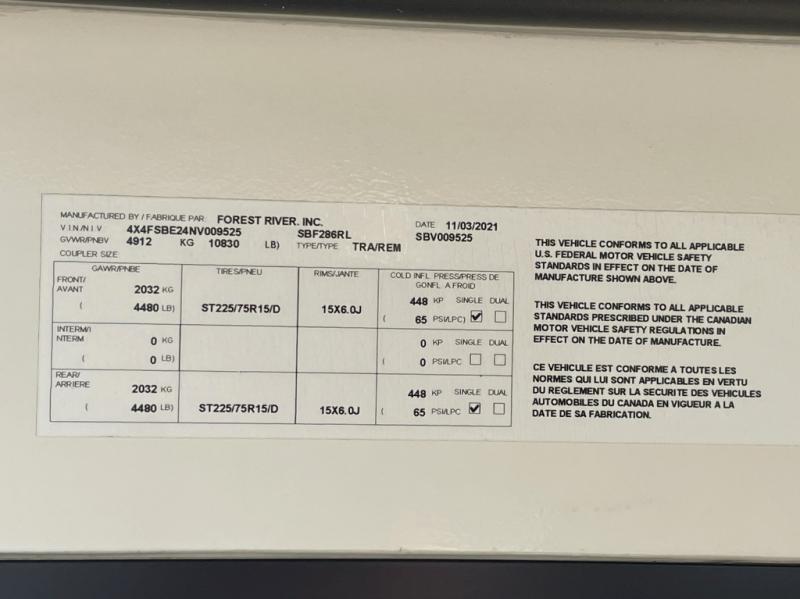 MANUFACTURED BY / FABRIQUE PAR: FOREST RIVER. INC. DATE 11/03/2021
VIN/NIV 4X4FSBE24NV009525 SBF286RL SBV009525
GVWR/PNBV 4912 KG 10830 LB) TYPE/TYPE TRA/REM
COUPLER SIZE
GAWR/PNBE TIRES/PNEU RIMS/JANTE COLD INFL. PRESS/PRESS DE
GONFL. A FROID
FRONT/
AVANT 2032 KG 448 KP SINGLE DUAL
( 4480 LB) ST225/75R15/D 15X6.0J ( 65 PSI/LPC)
INTERM/I
NTERM 0 KG 0 KP SINGLE DUAL
( 0 LB) ( 0 PSI/LPC
REAR/
ARRIERE 2032 KG 448 KP SINGLE DUAL
( 4480 LB) ST225/75R15/D 15X6.0J ( 65 PSI/LPC
THIS VEHICLE CONFORMS TO ALL APPLICABLE
U.S. FEDERAL MOTOR VEHICLE SAFETY
STANDARDS IN EFFECT ON THE DATE OF
MANUFACTURE SHOWN ABOVE.
THIS VEHICLE CONFORMS TO ALL APPLICABLE
STANDARDS PRESCRIBED UNDER THE CANADIAN
MOTOR VEHICLE SAFETY REGULATIONS IN
EFFECT ON THE DATE OF MANUFACTURE.
CE VEHICULE EST CONFORME A TOUTES LES
NORMES QUI LUI SONT APPLICABLES EN VERTU
DU REGLEMENT SUR LA SECURITE DES VEHICULES
AUTOMOBILES DU CANADA EN VIGUEUR A LA
DATE DE SA FABRICATION.